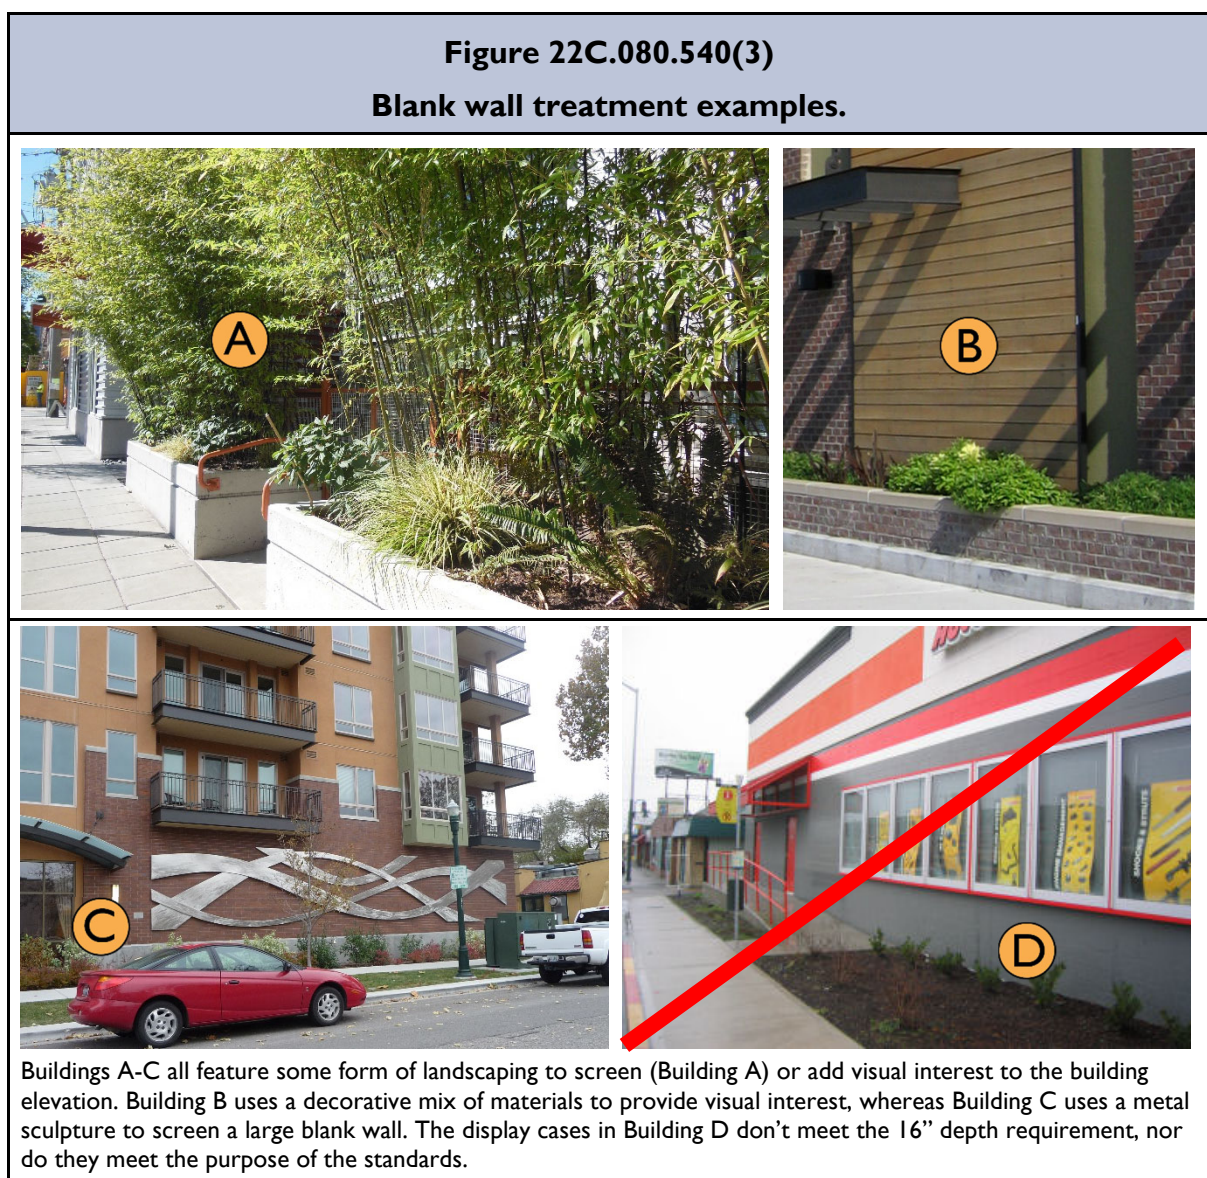 Figure 22C.080.540(3)
Blank wall treatment examples.
A
B
C
D
SHOCKS & STRUTS
Buildings A-C all feature some form of landscaping to screen (Building A) or add visual interest to the building
elevation. Building B uses a decorative mix of materials to provide visual interest, whereas Building C uses a metal
sculpture to screen a large blank wall. The display cases in Building D don’t meet the 16” depth requirement, nor
do they meet the purpose of the standards.